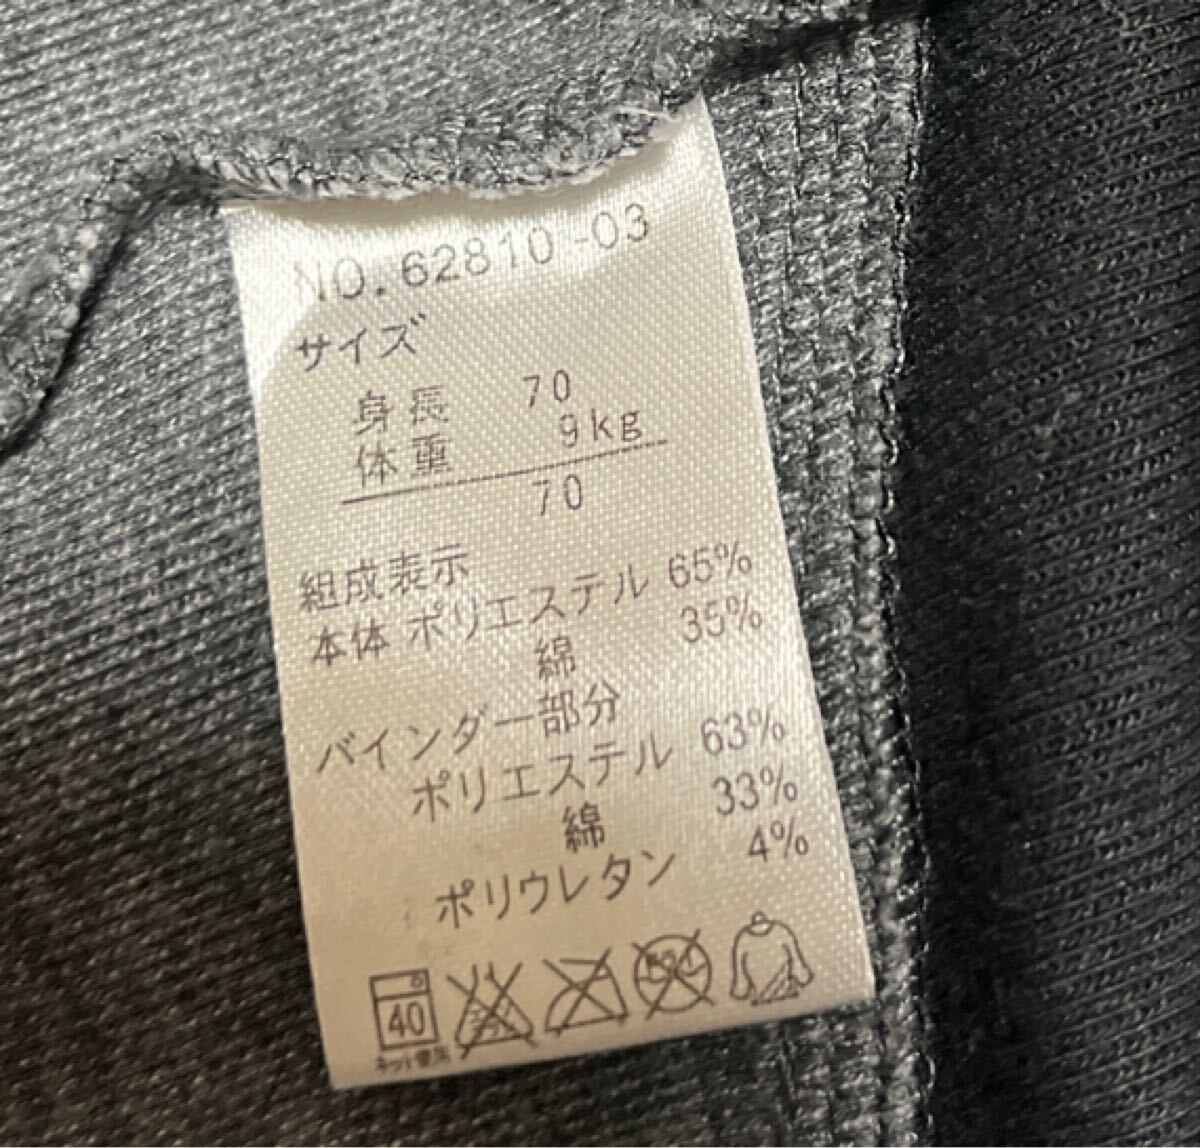 NO.62810-03
サイズ
身長 70
体重 9kg
70
組成表示
本体 ポリエステル 65%
綿 35%
バインダー部分
ポリエステル 63%
綿 33%
ポリウレタン 4%
40
ネット使用